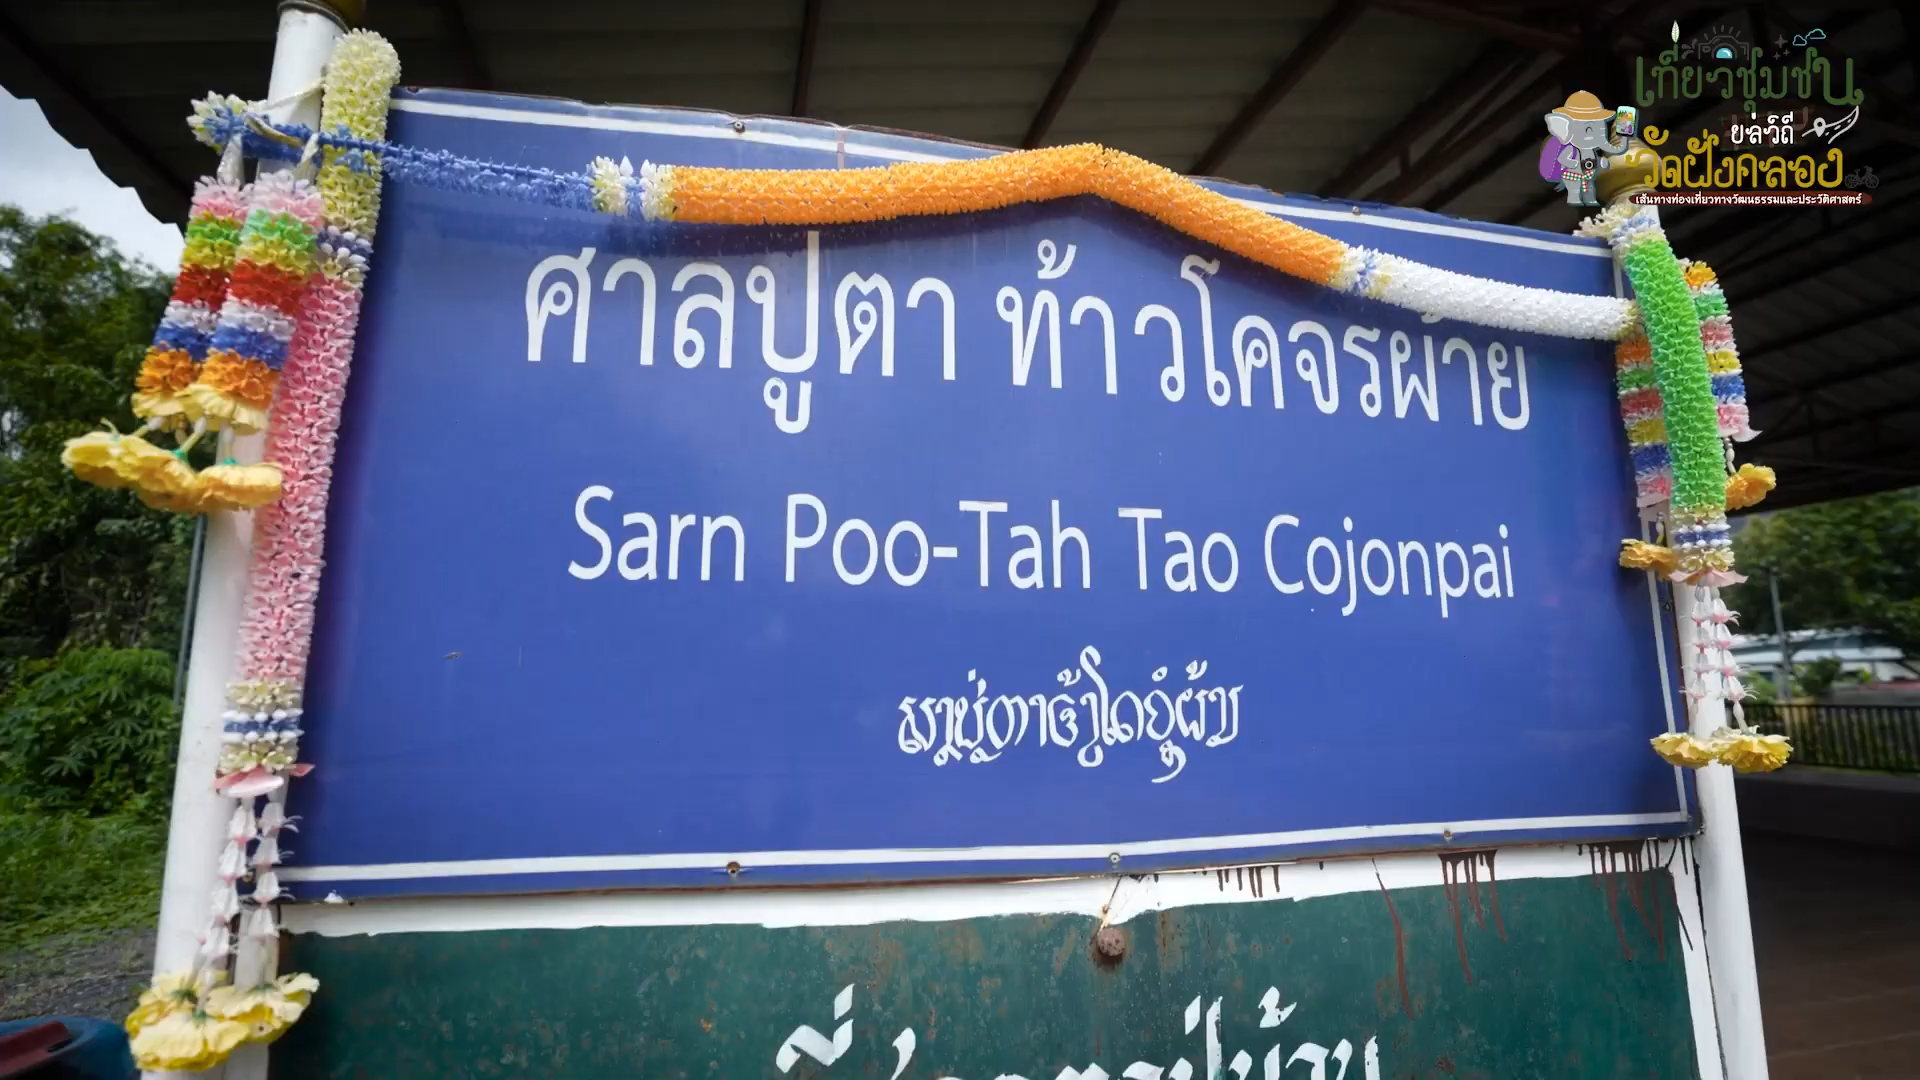 เที่ยวชุมชน
ยลวิถี
วัดฝั่งคลอง
เส้นทางท่องเที่ยวทางวัฒนธรรมและประวัติศาสตร์
ศาลปู่ตา ท้าวโคจรผ้าย
Sarn Poo-Tah Tao Cojonpai